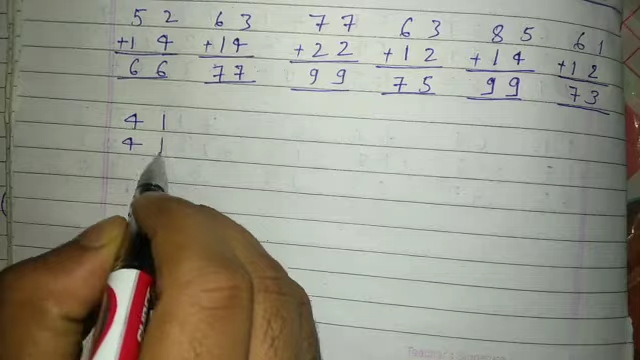 52 63 77 63 85 61
+14 +14 +22 +12 +14 +12
66 77 99 75 99 73
41
41